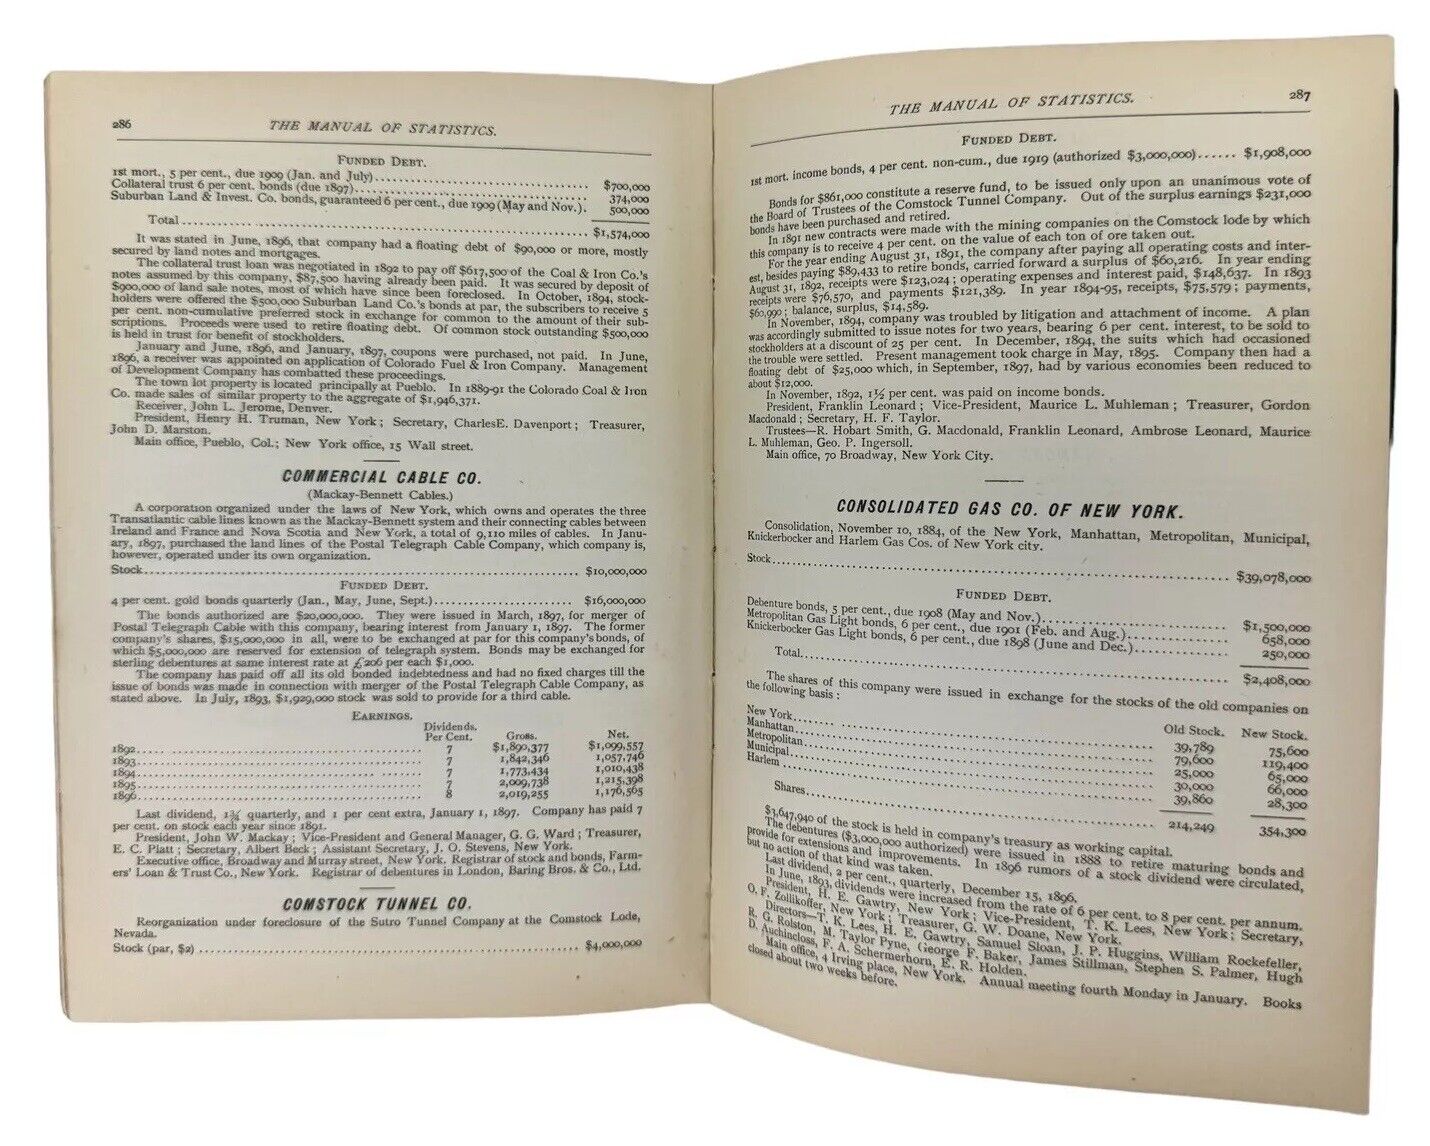 286 THE MANUAL OF STATISTICS.
FUNDED DEBT.
1st mort., 5 per cent., due 1909 (Jan. and July) $700,000
Collateral trust 6 per cent. bonds (due 1897) 374,000
Suburban Land & Invest. Co. bonds, guaranteed 6 per cent., due 1909 (May and Nov.). 500,000
Total $1,574,000
It was stated in June, 1896, that company had a floating debt of $90,000 or more, mostly
secured by land notes and mortgages.
The collateral trust loan was negotiated in 1892 to pay off $617,500 of the Coal & Iron Co.'s
notes assumed by this company, $87,500 having already been paid. It was secured by deposit of
$900,000 of land sale notes, most of which have since been foreclosed. In October, 1894, stock-
holders were offered the $500,000 Suburban Land Co.'s bonds at par, the subscribers to receive 5
per cent. non-cumulative preferred stock in exchange for common to the amount of their sub-
scriptions. Proceeds were used to retire floating debt. Of common stock outstanding $500,000
is held in trust for benefit of stockholders.
January and June, 1896, and January, 1897, coupons were purchased, not paid. In June,
1896, a receiver was appointed on application of Colorado Fuel & Iron Company. Management
of Development Company has combatted these proceedings.
The town lot property is located principally at Pueblo. In 1889-91 the Colorado Coal & Iron
Co. made sales of similar property to the aggregate of $1,946,371.
Receiver, John L. Jerome, Denver.
President, Henry H. Truman, New York; Secretary, Charles E. Davenport; Treasurer,
John D. Marston.
Main office, Pueblo, Col.; New York office, 15 Wall street.
COMMERCIAL CABLE CO.
(Mackay-Bennett Cables.)
A corporation organized under the laws of New York, which owns and operates the three
Transatlantic cable lines known as the Mackay-Bennett system and their connecting cables between
Ireland and France and Nova Scotia and New York, a total of 9,110 miles of cables. In Janu-
ary, 1897, purchased the land lines of the Postal Telegraph Cable Company, which company is,
however, operated under its own organization.
Stock $10,000,000
FUNDED DEBT.
4 per cent. gold bonds quarterly (Jan., May, June, Sept.) $16,000,000
The bonds authorized are $20,000,000. They were issued in March, 1897, for merger of
Postal Telegraph Cable with this company, bearing interest from January 1, 1897. The former
company's shares, $15,000,000 in all, were to be exchanged at par for this company's bonds, of
which $5,000,000 are reserved for extension of telegraph system. Bonds may be exchanged for
sterling debentures at same interest rate at £206 per each $1,000.
The company has paid off all its old bonded indebtedness and had no fixed charges till the
issue of bonds was made in connection with merger of the Postal Telegraph Cable Company, as
stated above. In July, 1893, $1,929,000 stock was sold to provide for a third cable.
EARNINGS.
Dividends.
Per Cent. Gross. Net.
1892 7 $1,890,377 $1,099,557
1893 7 1,842,346 1,057,746
1894 7 1,773,434 1,010,438
1895 7 2,009,738 1,215,398
1896 8 2,019,255 1,176,565
Last dividend, 1¾ quarterly, and 1 per cent extra, January 1, 1897. Company has paid 7
per cent. on stock each year since 1891.
President, John W. Mackay; Vice-President and General Manager, G. G. Ward; Treasurer,
E. C. Platt; Secretary, Albert Beck; Assistant Secretary, J. O. Stevens, New York.
Executive office, Broadway and Murray street, New York. Registrar of stock and bonds, Farm-
ers' Loan & Trust Co., New York. Registrar of debentures in London, Baring Bros. & Co., Ltd.
COMSTOCK TUNNEL CO.
Reorganization under foreclosure of the Sutro Tunnel Company at the Comstock Lode,
Nevada.
Stock (par, $2) $4,000,000
THE MANUAL OF STATISTICS. 287
FUNDED DEBT.
1st mort. income bonds, 4 per cent. non-cum., due 1919 (authorized $3,000,000) $1,908,000
Bonds for $861,000 constitute a reserve fund, to be issued only upon an unanimous vote of
the Board of Trustees of the Comstock Tunnel Company. Out of the surplus earnings $231,000
bonds have been purchased and retired.
In 1891 new contracts were made with the mining companies on the Comstock lode by which
this company is to receive 4 per cent. on the value of each ton of ore taken out.
For the year ending August 31, 1891, the company after paying all operating costs and inter-
est, besides paying $89,433 to retire bonds, carried forward a surplus of $60,216. In year ending
August 31, 1892, receipts were $123,024; operating expenses and interest paid, $148,637. In 1893
receipts were $76,570, and payments $121,389. In year 1894-95, receipts, $75,579; payments,
$60,990; balance, surplus, $14,589.
In November, 1894, company was troubled by litigation and attachment of income. A plan
was accordingly submitted to issue notes for two years, bearing 6 per cent. interest, to be sold to
stockholders at a discount of 25 per cent. In December, 1894, the suits which had occasioned
the trouble were settled. Present management took charge in May, 1895. Company then had a
floating debt of $25,000 which, in September, 1897, had by various economies been reduced to
about $12,000.
In November, 1892, 1½ per cent. was paid on income bonds.
President, Franklin Leonard; Vice-President, Maurice L. Muhleman; Treasurer, Gordon
Macdonald; Secretary, H. F. Taylor.
Trustees—R. Hobart Smith, G. Macdonald, Franklin Leonard, Ambrose Leonard, Maurice
L. Muhleman, Geo. P. Ingersoll.
Main office, 70 Broadway, New York City.
CONSOLIDATED GAS CO. OF NEW YORK.
Consolidation, November 10, 1884, of the New York, Manhattan, Metropolitan, Municipal,
Knickerbocker and Harlem Gas Cos. of New York city.
Stock $39,078,000
FUNDED DEBT.
Debenture bonds, 5 per cent., due 1908 (May and Nov.) $1,500,000
Metropolitan Gas Light bonds, 6 per cent., due 1901 (Feb. and Aug.) 658,000
Knickerbocker Gas Light bonds, 6 per cent., due 1898 (June and Dec.) 250,000
Total $2,408,000
The shares of this company were issued in exchange for the stocks of the old companies on
the following basis:
Old Stock. New Stock.
New York 39,789 75,600
Manhattan 79,600 119,400
Metropolitan 25,000 65,000
Municipal 30,000 66,000
Harlem 39,860 28,300
Shares 214,249 354,300
$3,647,940 of the stock is held in company's treasury as working capital.
The debentures ($3,000,000 authorized) were issued in 1888 to retire maturing bonds and
provide for extensions and improvements. In 1896 rumors of a stock dividend were circulated,
but no action of that kind was taken.
Last dividend, 2 per cent., quarterly, December 15, 1896.
In June, 1893, dividends were increased from the rate of 6 per cent. to 8 per cent. per annum.
President, H. E. Gawtry, New York; Vice-President, T. K. Lees, New York; Secretary,
O. F. Zollikoffer, New York; Treasurer, G. W. Doane, New York.
Directors—T. K. Lees, H. E. Gawtry, Samuel Sloan, J. P. Huggins, William Rockefeller,
R. G. Rolston, M. Taylor Pyne, George F. Baker, James Stillman, Stephen S. Palmer, Hugh
D. Auchincloss, F. A. Schermerhorn, E. R. Holden.
Main office, 4 Irving place, New York. Annual meeting fourth Monday in January. Books
closed about two weeks before.